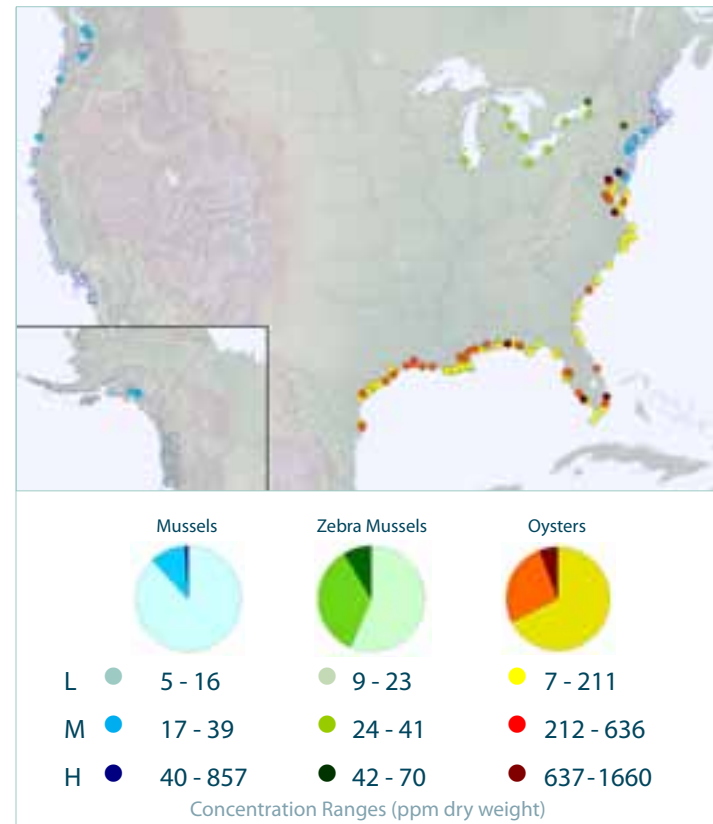 Mussels Zebra Mussels Oysters
L 5 - 16 9 - 23 7 - 211
M 17 - 39 24 - 41 212 - 636
H 40 - 857 42 - 70 637-1660
Concentration Ranges (ppm dry weight)